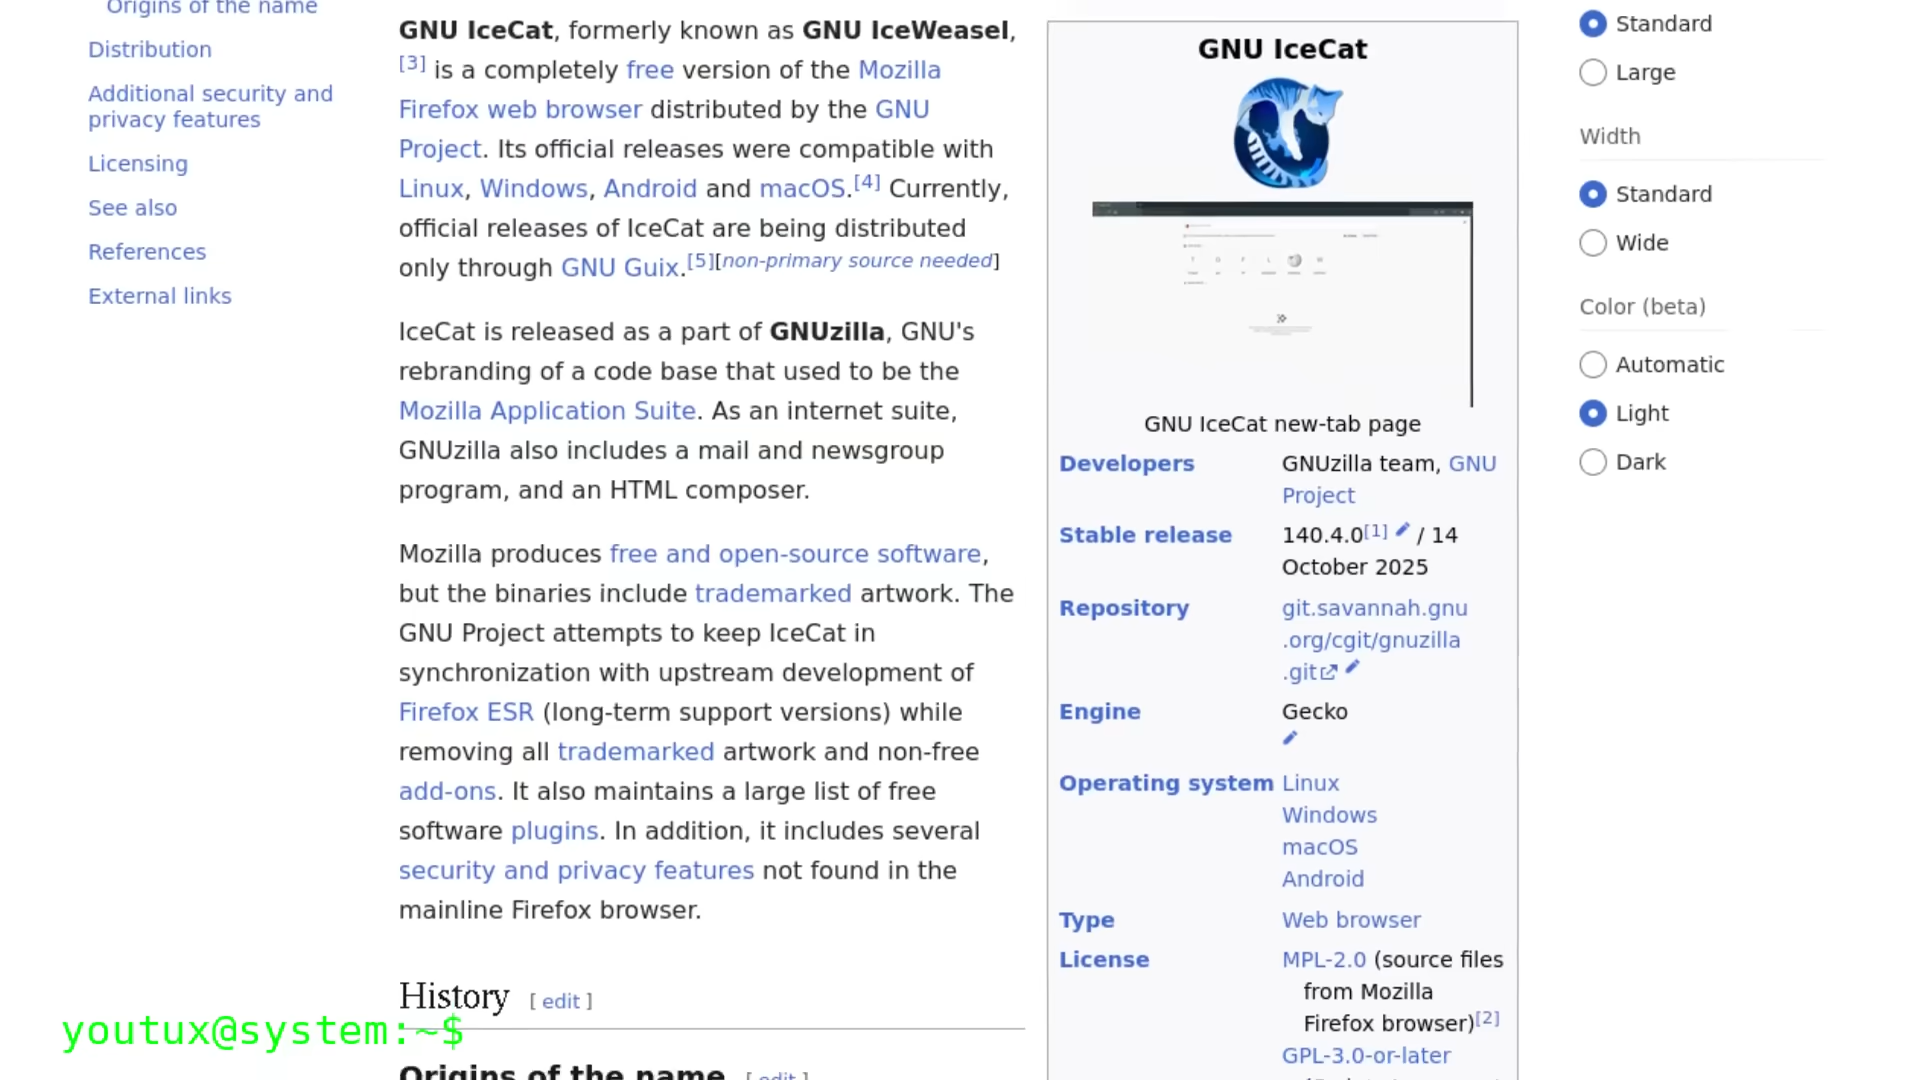 Origins of the name
Distribution
Additional security and
privacy features
Licensing
See also
References
External links
GNU IceCat, formerly known as GNU IceWeasel,
[3] is a completely free version of the Mozilla
Firefox web browser distributed by the GNU
Project. Its official releases were compatible with
Linux, Windows, Android and macOS.[4] Currently,
official releases of IceCat are being distributed
only through GNU Guix.[5][non-primary source needed]
IceCat is released as a part of GNUzilla, GNU's
rebranding of a code base that used to be the
Mozilla Application Suite. As an internet suite,
GNUzilla also includes a mail and newsgroup
program, and an HTML composer.
Mozilla produces free and open-source software,
but the binaries include trademarked artwork. The
GNU Project attempts to keep IceCat in
synchronization with upstream development of
Firefox ESR (long-term support versions) while
removing all trademarked artwork and non-free
add-ons. It also maintains a large list of free
software plugins. In addition, it includes several
security and privacy features not found in the
mainline Firefox browser.
History [ edit ]
Origins of the name [ edit ]
GNU IceCat
GNU IceCat new-tab page
Developers GNUzilla team, GNU
Project
Stable release 140.4.0[1] / 14
October 2025
Repository git.savannah.gnu
.org/cgit/gnuzilla
.git
Engine Gecko
Operating system Linux
Windows
macOS
Android
Type Web browser
License MPL-2.0 (source files
from Mozilla
Firefox browser)[2]
GPL-3.0-or-later
Standard
Large
Width
Standard
Wide
Color (beta)
Automatic
Light
Dark
youtux@system:~$